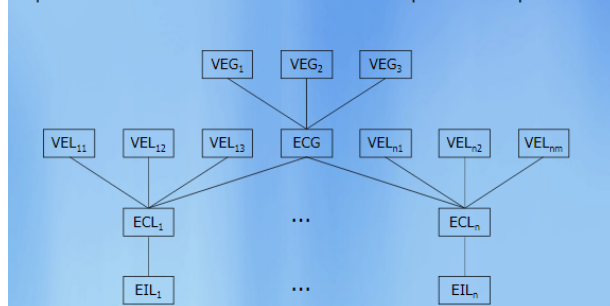 VEG₁ VEG₂ VEG₃
VEL₁₁ VEL₁₂ VEL₁₃ ECG VELₙ₁ VELₙ₂ VELₙₘ
ECL₁ ... ECLₙ
EIL₁ ... EILₙ